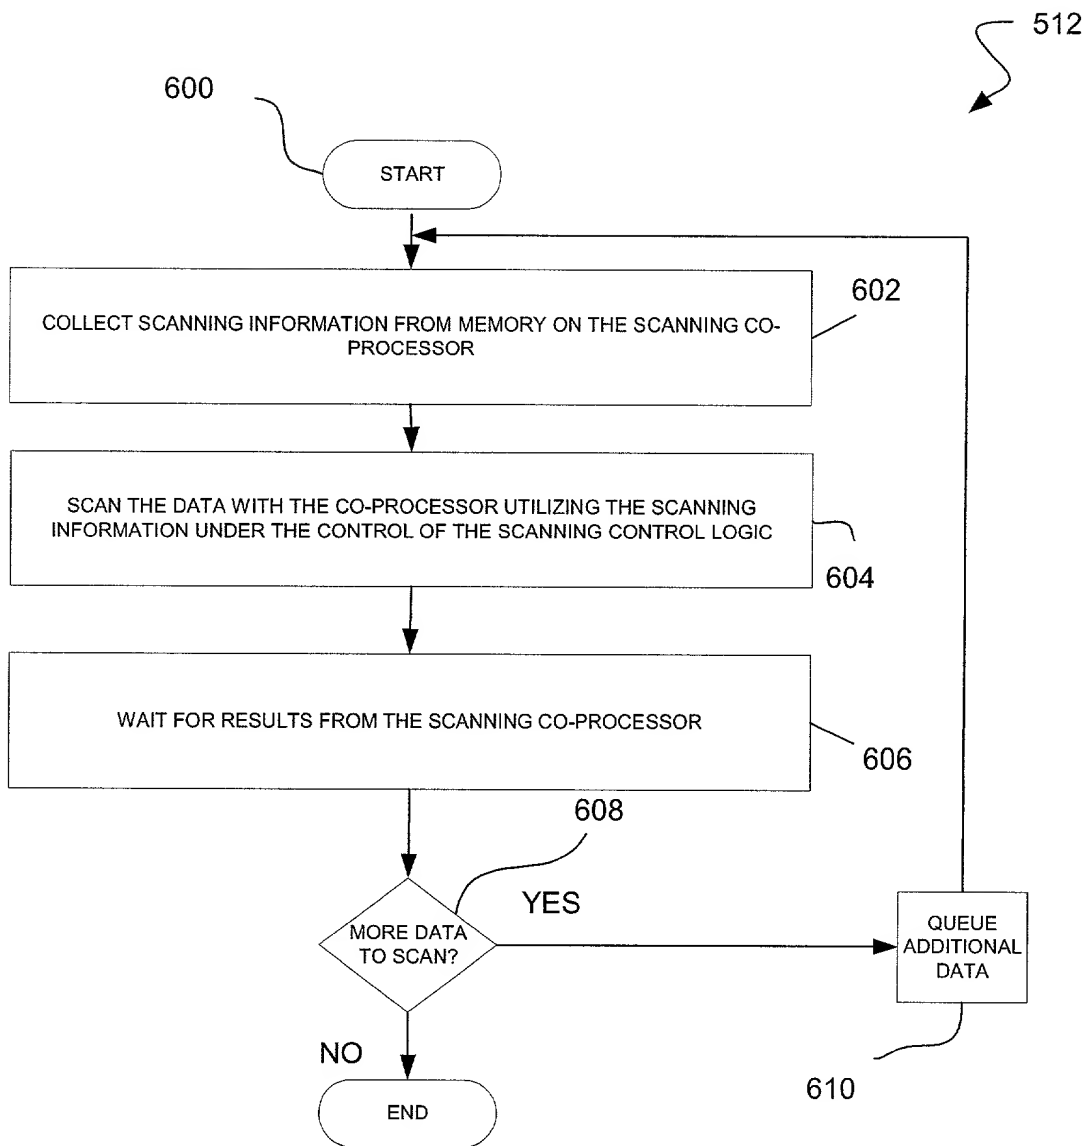 512
600
START
602
COLLECT SCANNING INFORMATION FROM MEMORY ON THE SCANNING CO-
PROCESSOR
SCAN THE DATA WITH THE CO-PROCESSOR UTILIZING THE SCANNING
INFORMATION UNDER THE CONTROL OF THE SCANNING CONTROL LOGIC
604
WAIT FOR RESULTS FROM THE SCANNING CO-PROCESSOR
606
608
YES
MORE DATA
TO SCAN?
QUEUE
ADDITIONAL
DATA
NO
610
END